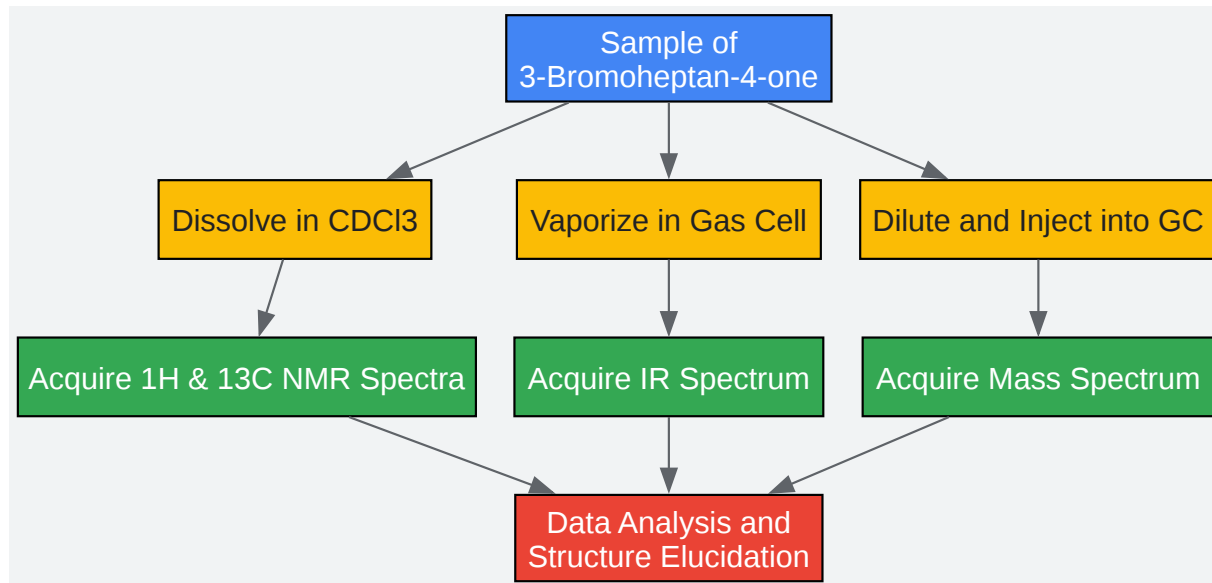 Sample of
3-Bromoheptan-4-one
Dissolve in CDCl3
Vaporize in Gas Cell
Dilute and Inject into GC
Acquire 1H & 13C NMR Spectra
Acquire IR Spectrum
Acquire Mass Spectrum
Data Analysis and
Structure Elucidation